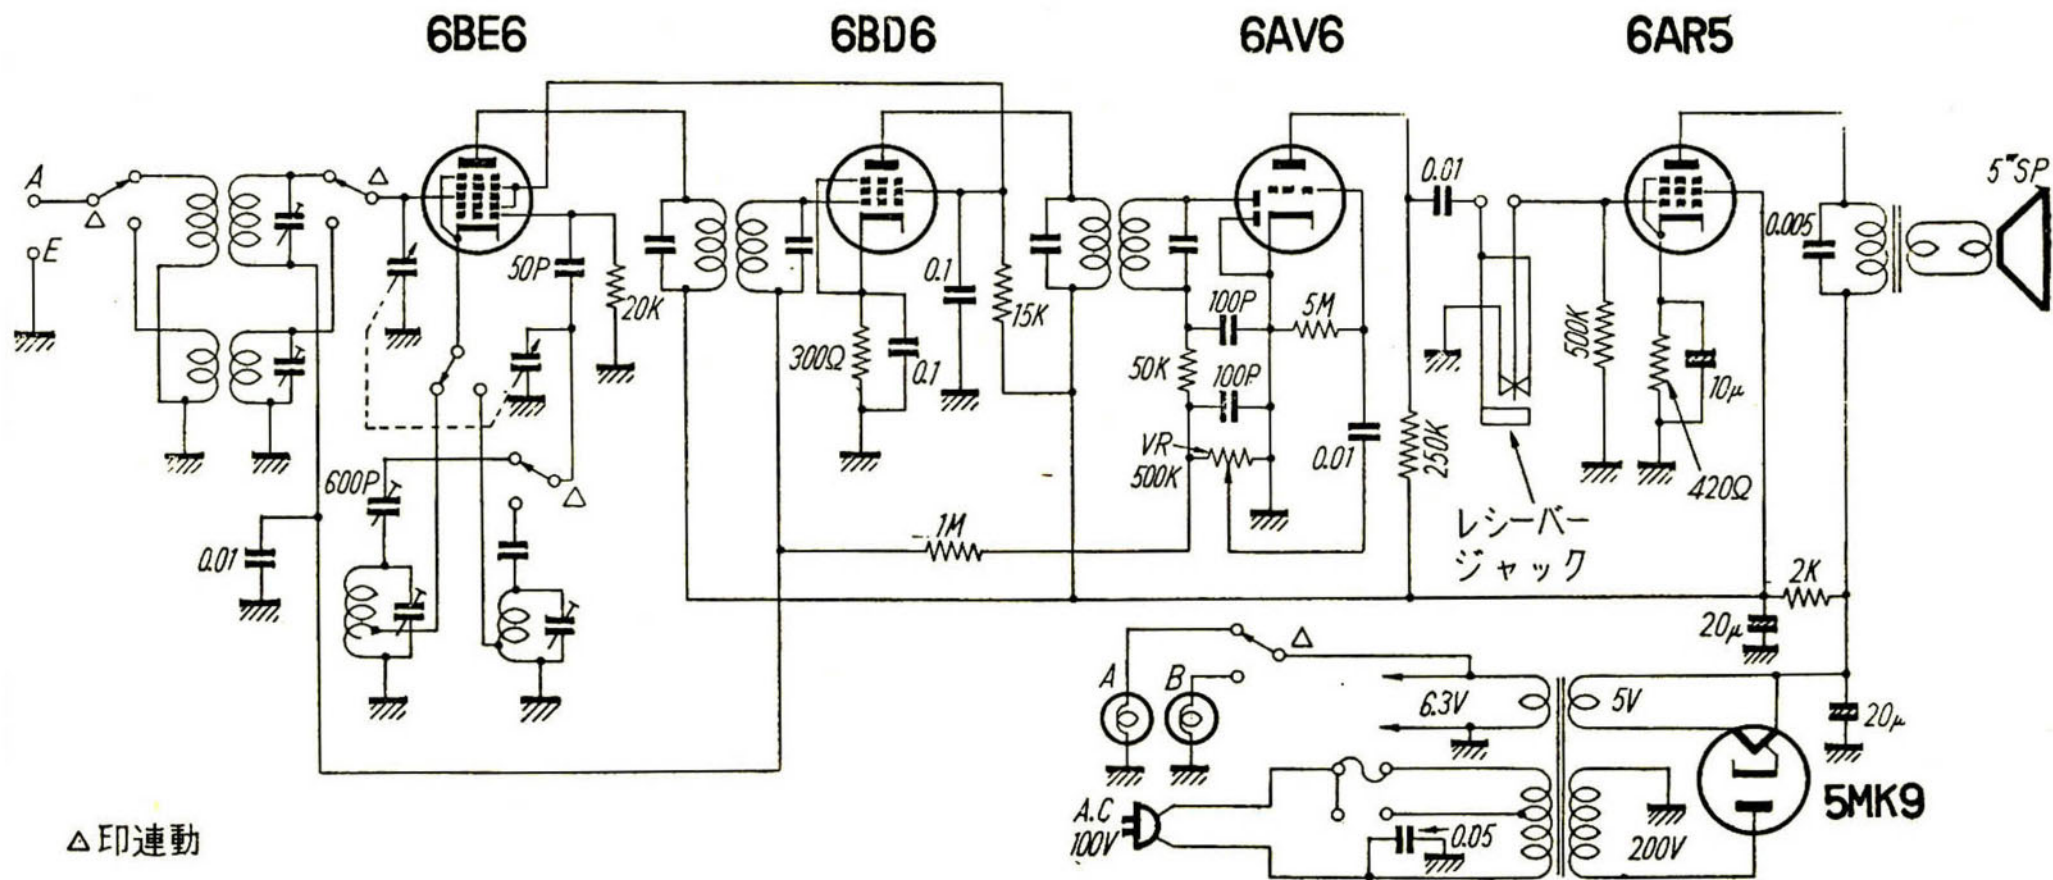 6BE6
6BD6
6AV6
6AR5
A
△
△
E
50P
20K
0.1
15K
300Ω
0.1
100P
5M
50K
100P
VR
500K
0.01
0.01
250K
500K
10μ
420Ω
0.005
5"SP
レシーバー
ジャック
600P
△
0.01
1M
2K
20μ
A
B
△
6.3V
5V
20μ
A.C
100V
0.05
200V
5MK9
△印連動